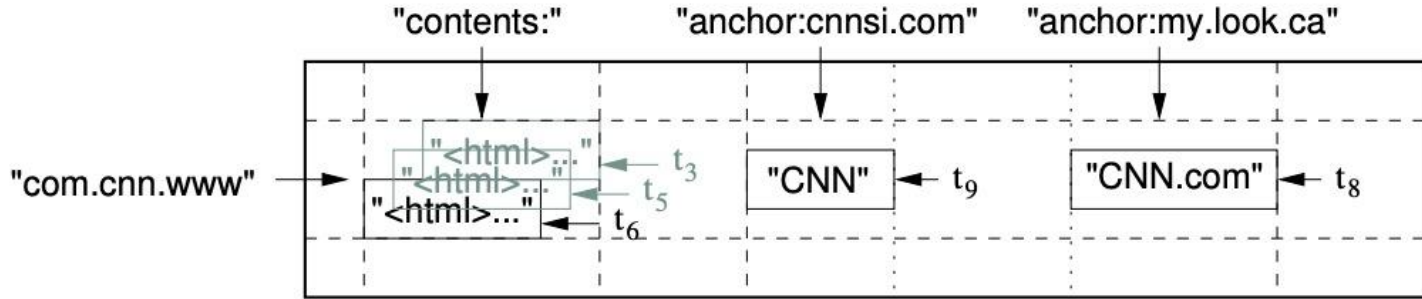 "contents:" "anchor:cnnsi.com" "anchor:my.look.ca"
"<html>..." t₃
"com.cnn.www" "<html>..." t₅ "CNN" t₉ "CNN.com" t₈
"<html>..." t₆